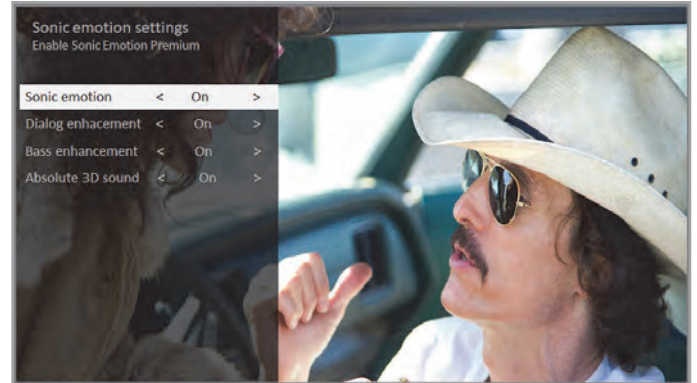 Sonic emotion settings
Enable Sonic Emotion Premium
Sonic emotion < On >
Dialog enhacement < On >
Bass enhancement < On >
Absolute 3D sound < On >